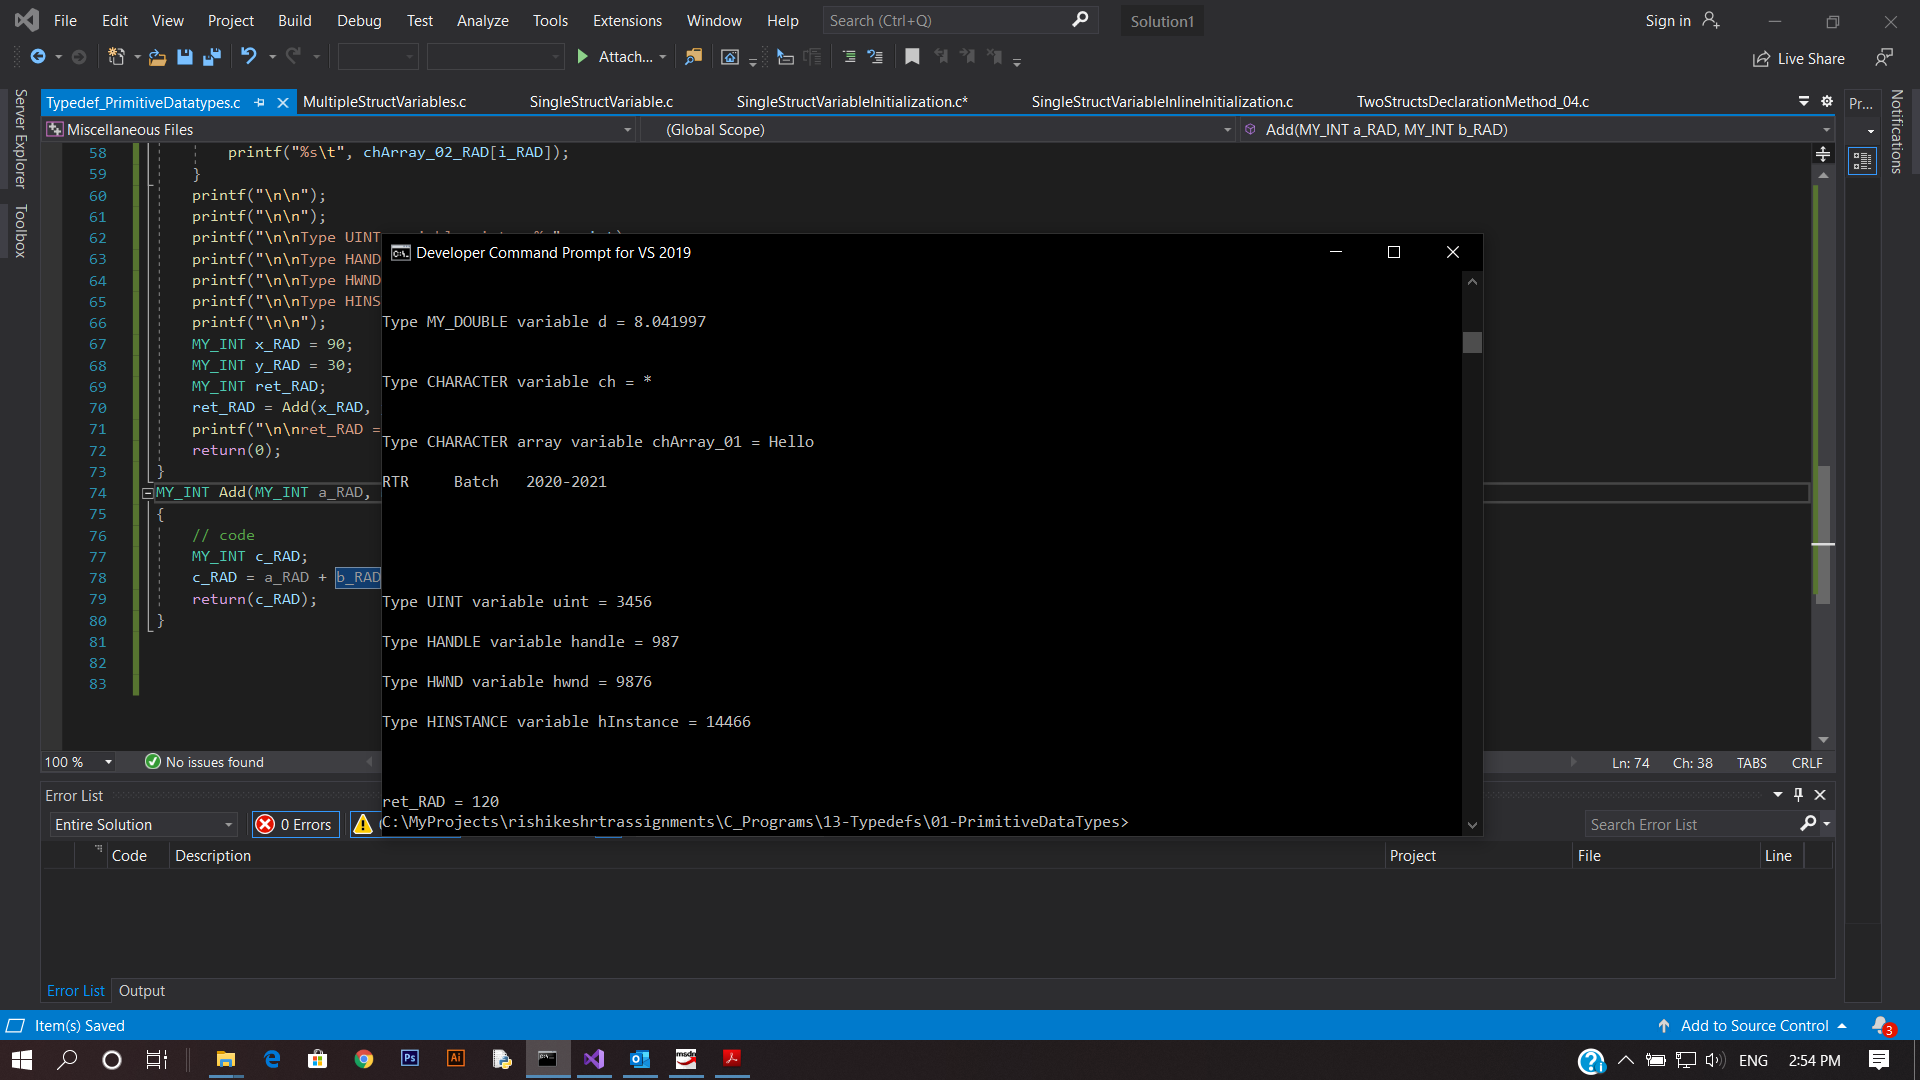 File Edit View Project Build Debug Test Analyze Tools Extensions Window Help Search (Ctrl+Q) Solution1 Sign in
Attach... Live Share
Server Explorer
Toolbox
Notifications
Typedef_PrimitiveDatatypes.c MultipleStructVariables.c SingleStructVariable.c SingleStructVariableInitialization.c* SingleStructVariableInlineInitialization.c TwoStructsDeclarationMethod_04.c Pr...
Miscellaneous Files (Global Scope) Add(MY_INT a_RAD, MY_INT b_RAD)
58 printf("%s\t", chArray_02_RAD[i_RAD]);
59 }
60 printf("\n\n");
61 printf("\n\n");
62 printf("\n\nType UINT
63 printf("\n\nType HAND
64 printf("\n\nType HWND
65 printf("\n\nType HINS
66 printf("\n\n");
67 MY_INT x_RAD = 90;
68 MY_INT y_RAD = 30;
69 MY_INT ret_RAD;
70 ret_RAD = Add(x_RAD,
71 printf("\n\nret_RAD =
72 return(0);
73 }
74 MY_INT Add(MY_INT a_RAD,
75 {
76 // code
77 MY_INT c_RAD;
78 c_RAD = a_RAD + b_RAD
79 return(c_RAD);
80 }
81
82
83
Developer Command Prompt for VS 2019
Type MY_DOUBLE variable d = 8.041997
Type CHARACTER variable ch = *
Type CHARACTER array variable chArray_01 = Hello
RTR Batch 2020-2021
Type UINT variable uint = 3456
Type HANDLE variable handle = 987
Type HWND variable hwnd = 9876
Type HINSTANCE variable hInstance = 14466
ret_RAD = 120
C:\MyProjects\rishikeshrtrassignments\C_Programs\13-Typedefs\01-PrimitiveDataTypes>
100 % No issues found Ln: 74 Ch: 38 TABS CRLF
Error List
Entire Solution 0 Errors Search Error List
Code Description Project File Line
Error List Output
Item(s) Saved Add to Source Control 3
Ps Ai msdn ENG 2:54 PM